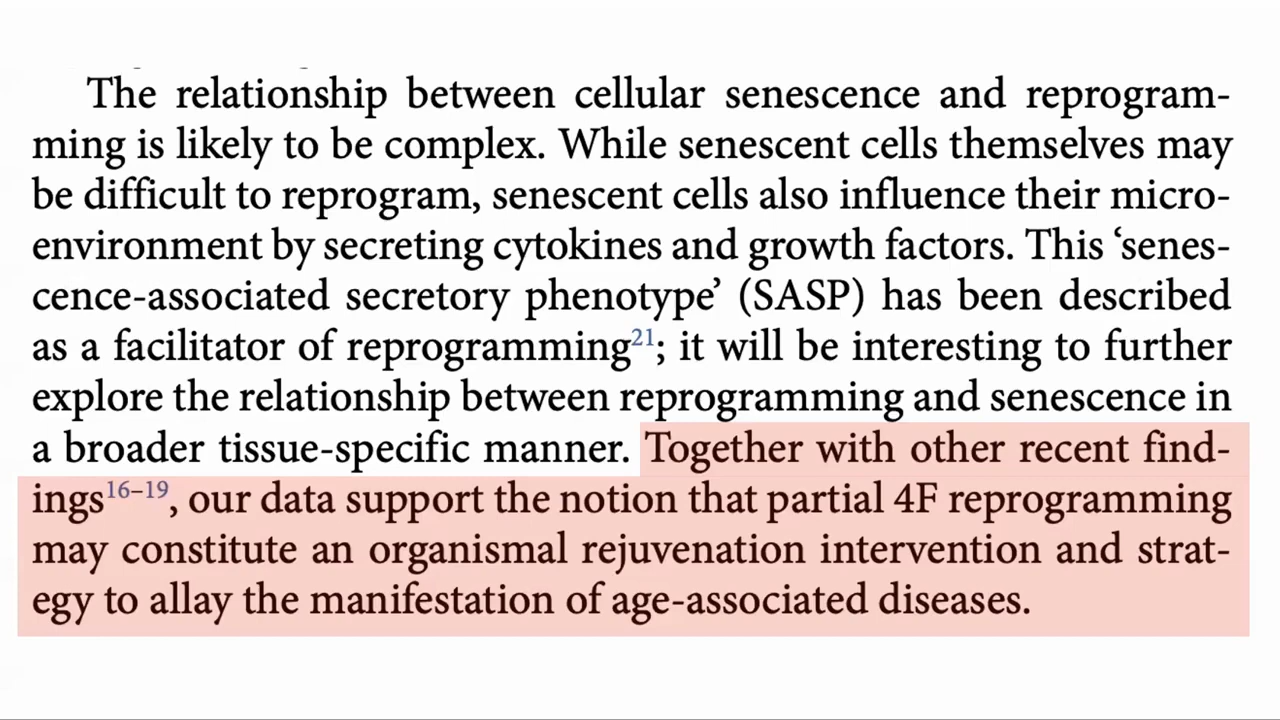 The relationship between cellular senescence and reprogram-
ming is likely to be complex. While senescent cells themselves may
be difficult to reprogram, senescent cells also influence their micro-
environment by secreting cytokines and growth factors. This ‘senes-
cence-associated secretory phenotype’ (SASP) has been described
as a facilitator of reprogramming21; it will be interesting to further
explore the relationship between reprogramming and senescence in
a broader tissue-specific manner. Together with other recent find-
ings16–19, our data support the notion that partial 4F reprogramming
may constitute an organismal rejuvenation intervention and strat-
egy to allay the manifestation of age-associated diseases.